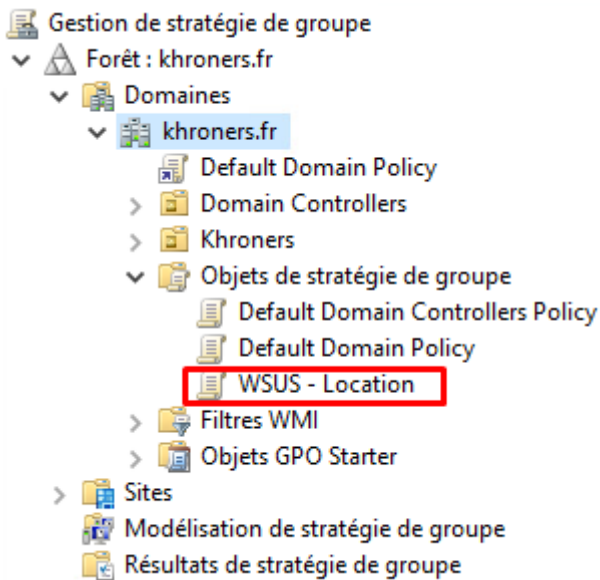 Gestion de stratégie de groupe
Forêt : khroners.fr
Domaines
khroners.fr
Default Domain Policy
Domain Controllers
Khroners
Objets de stratégie de groupe
Default Domain Controllers Policy
Default Domain Policy
WSUS - Location
Filtres WMI
Objets GPO Starter
Sites
Modélisation de stratégie de groupe
Résultats de stratégie de groupe